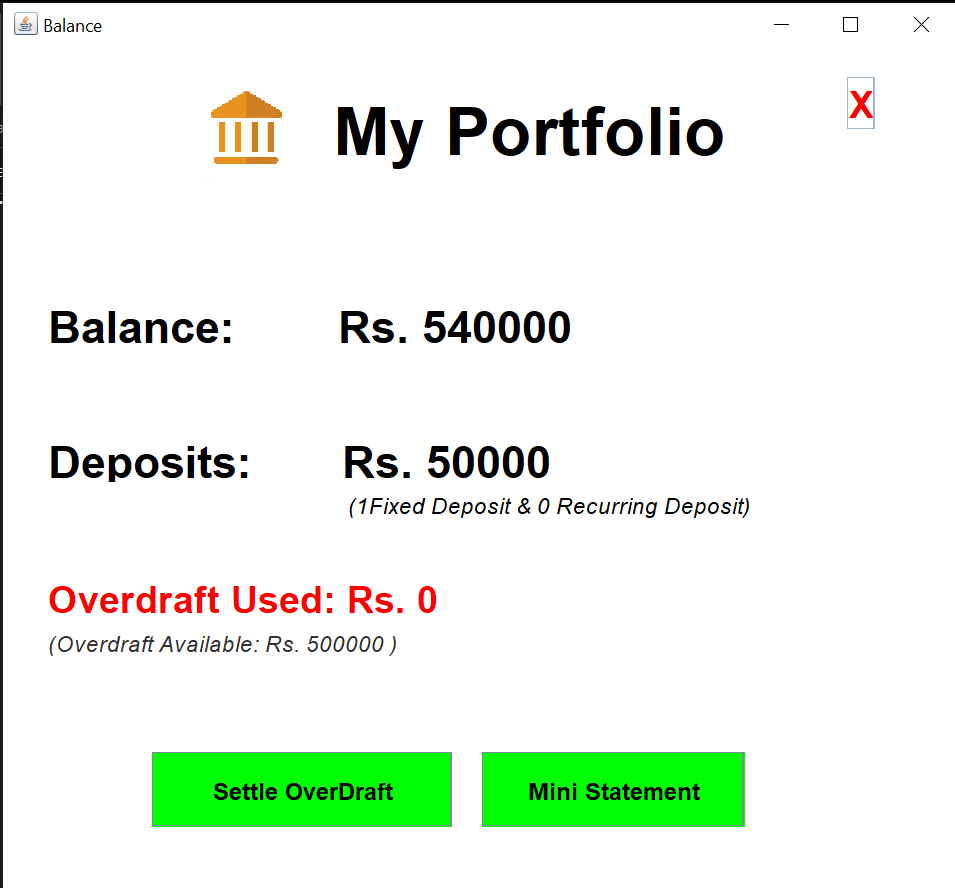 Balance
My Portfolio
X
Balance: Rs. 540000
Deposits: Rs. 50000
(1Fixed Deposit & 0 Recurring Deposit)
Overdraft Used: Rs. 0
(Overdraft Available: Rs. 500000 )
Settle OverDraft Mini Statement